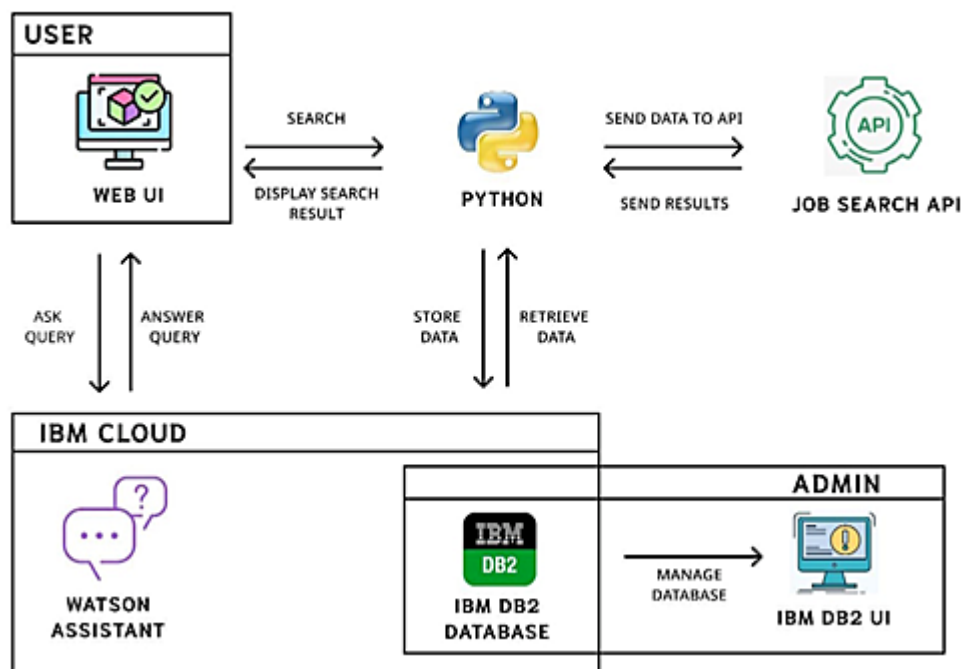 USER
WEB UI
SEARCH
DISPLAY SEARCH
RESULT
PYTHON
SEND DATA TO API
SEND RESULTS
API
JOB SEARCH API
ASK
QUERY
ANSWER
QUERY
STORE
DATA
RETRIEVE
DATA
IBM CLOUD
?
WATSON
ASSISTANT
IBM
DB2
IBM DB2
DATABASE
MANAGE
DATABASE
ADMIN
IBM DB2 UI